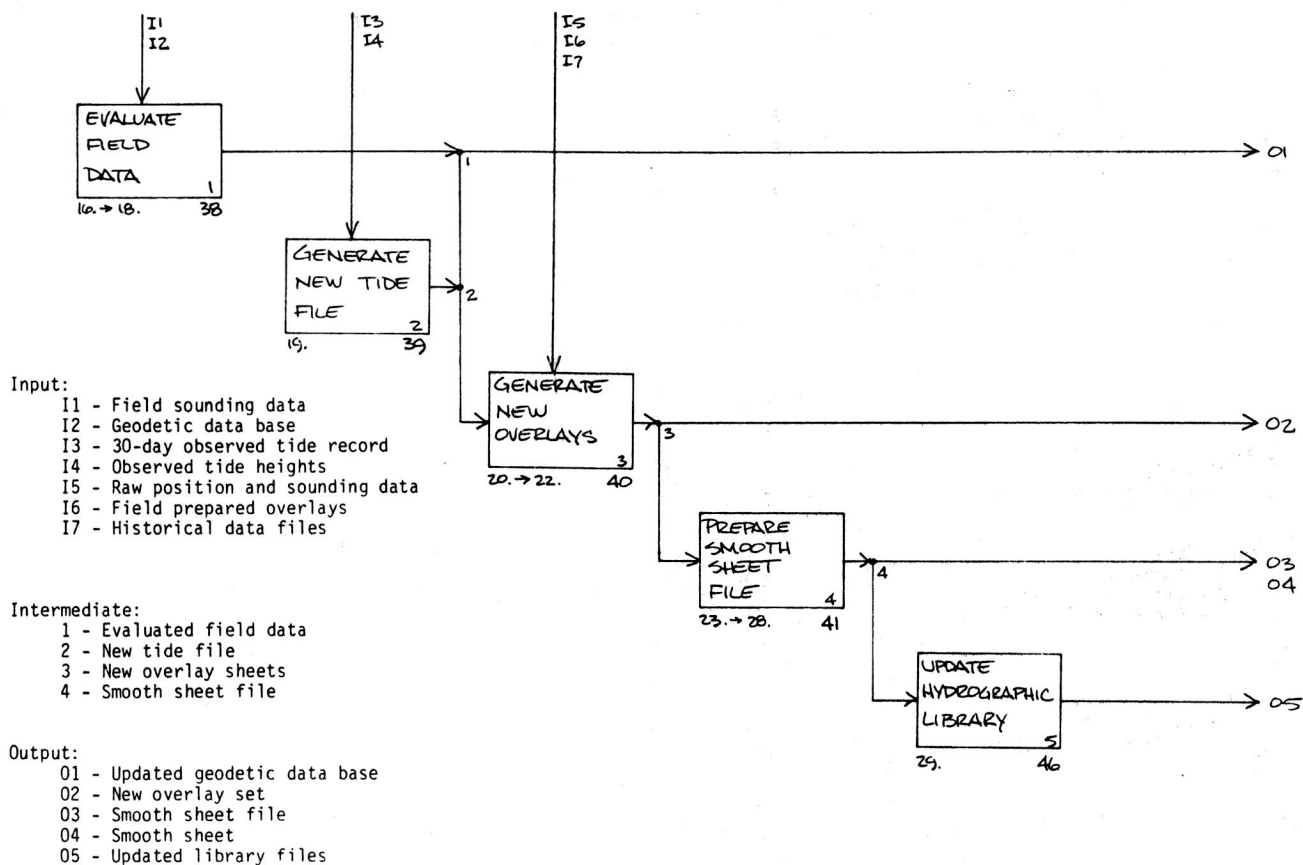 I1
I2
I3
I4
I5
I6
I7
EVALUATE
FIELD
DATA
1
16.→18. 38
1
O1
GENERATE
NEW TIDE
FILE
2
19. 39
2
GENERATE
NEW
OVERLAYS
3
20.→22. 40
3
O2
PREPARE
SMOOTH
SHEET
FILE
4
23.→28. 41
4
O3
O4
UPDATE
HYDROGRAPHIC
LIBRARY
5
29. 46
O5
Input:
I1 - Field sounding data
I2 - Geodetic data base
I3 - 30-day observed tide record
I4 - Observed tide heights
I5 - Raw position and sounding data
I6 - Field prepared overlays
I7 - Historical data files
Intermediate:
1 - Evaluated field data
2 - New tide file
3 - New overlay sheets
4 - Smooth sheet file
Output:
O1 - Updated geodetic data base
O2 - New overlay set
O3 - Smooth sheet file
O4 - Smooth sheet
O5 - Updated library files